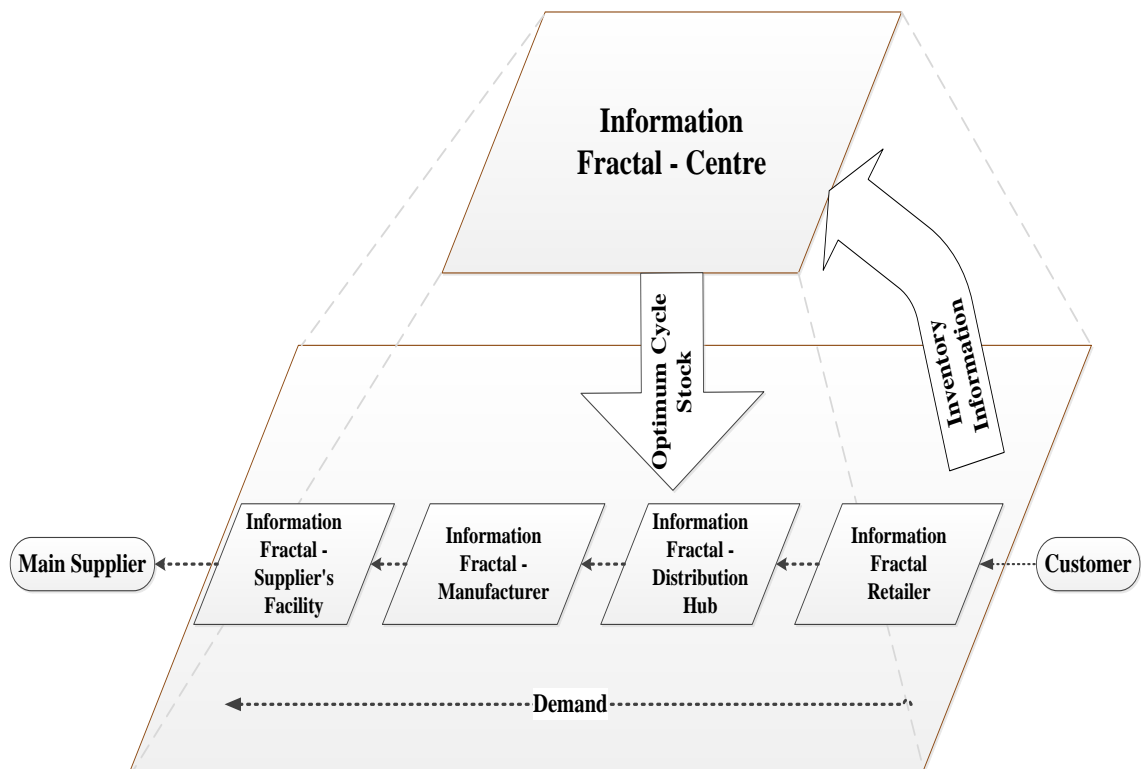 Information
Fractal - Centre
Optimum Cycle
Stock
Inventory
Information
Main Supplier
Information
Fractal -
Supplier's
Facility
Information
Fractal -
Manufacturer
Information
Fractal -
Distribution
Hub
Information
Fractal
Retailer
Customer
Demand